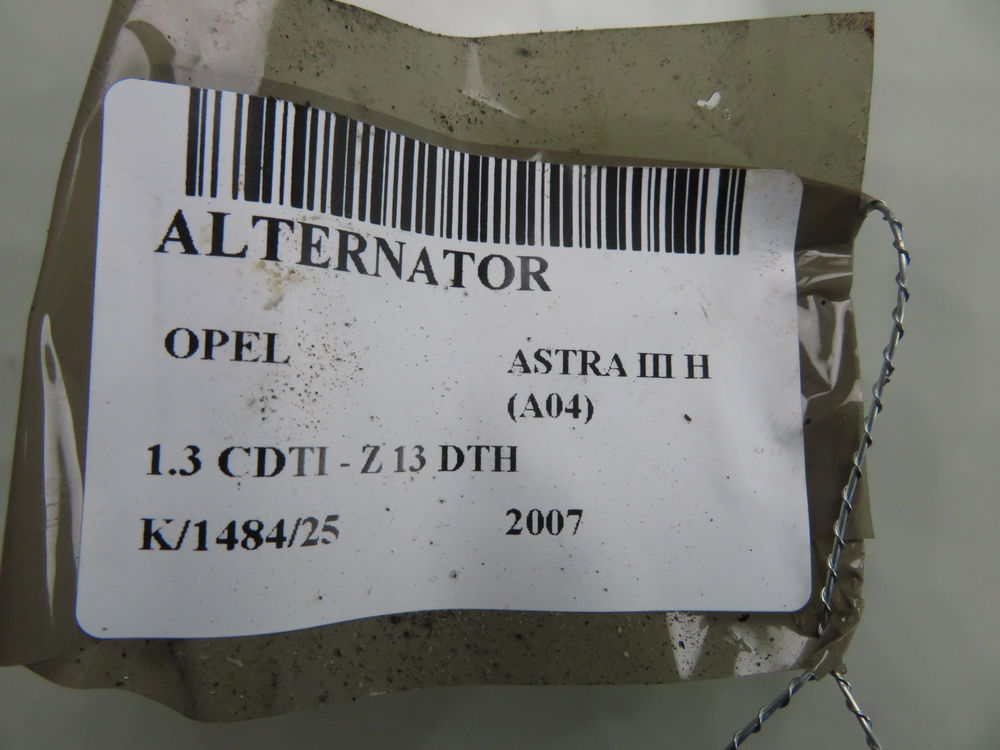 ALTERNATOR
OPEL ASTRA III H
(A04)
1.3 CDTI - Z 13 DTH
K/1484/25 2007